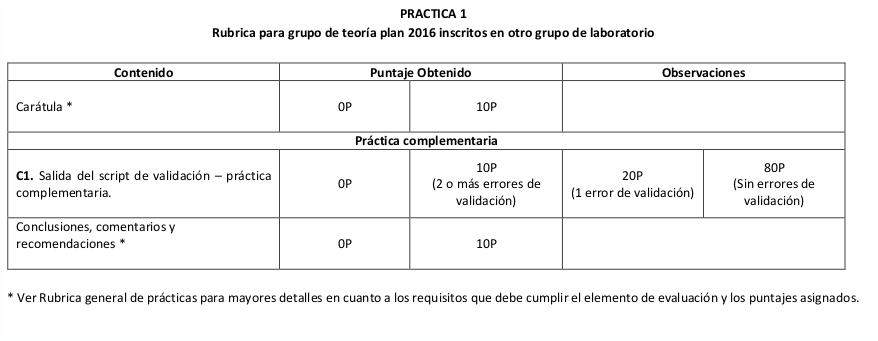 PRACTICA 1
Rubrica para grupo de teoría plan 2016 inscritos en otro grupo de laboratorio
Contenido Puntaje Obtenido Observaciones
Carátula * 0P 10P
Práctica complementaria
C1. Salida del script de validación – práctica
complementaria.
0P
10P
(2 o más errores de
validación)
20P
(1 error de validación)
80P
(Sin errores de
validación)
Conclusiones, comentarios y
recomendaciones *
0P 10P
* Ver Rubrica general de prácticas para mayores detalles en cuanto a los requisitos que debe cumplir el elemento de evaluación y los puntajes asignados.